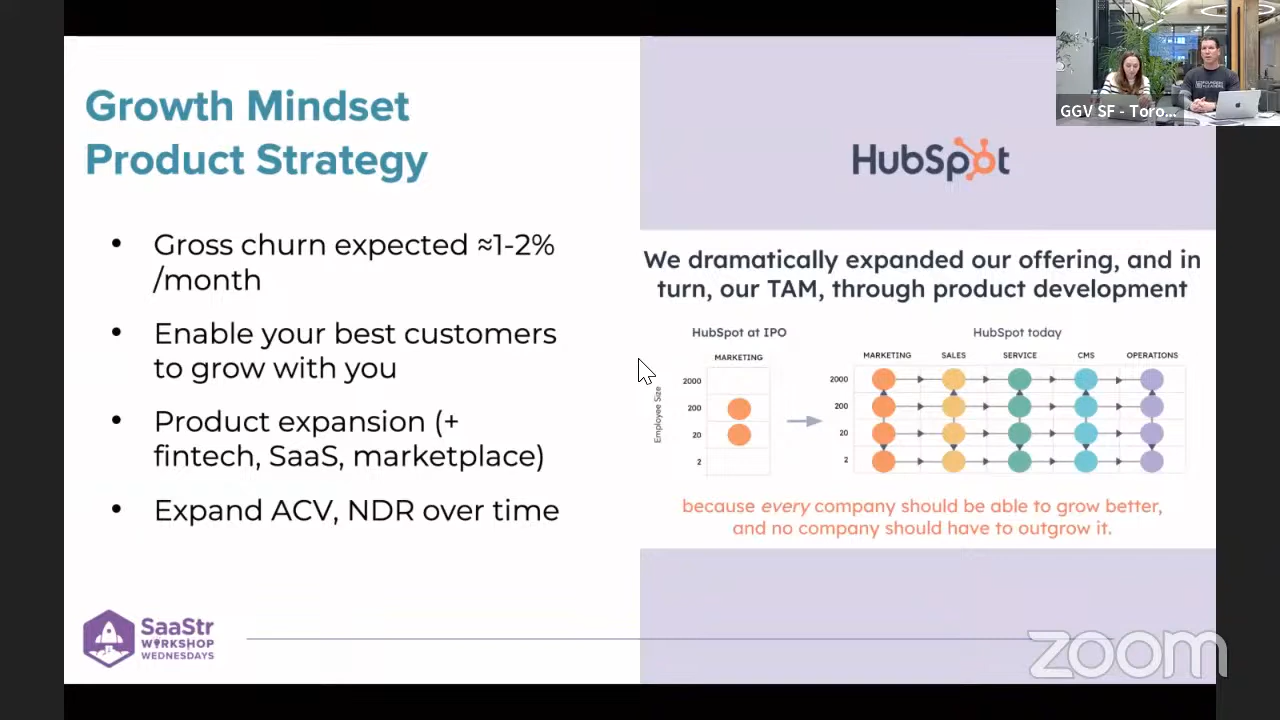 GGV SF - Toro...
Growth Mindset
Product Strategy
• Gross churn expected ≈1-2%
/month
• Enable your best customers
to grow with you
• Product expansion (+
fintech, SaaS, marketplace)
• Expand ACV, NDR over time
SaaStr
WORKSHOP
WEDNESDAYS
HubSpot
We dramatically expanded our offering, and in
turn, our TAM, through product development
HubSpot at IPO
MARKETING
Employee Size
2000
200
20
2
HubSpot today
MARKETING SALES SERVICE CMS OPERATIONS
2000
200
20
2
because every company should be able to grow better,
and no company should have to outgrow it.
zoom